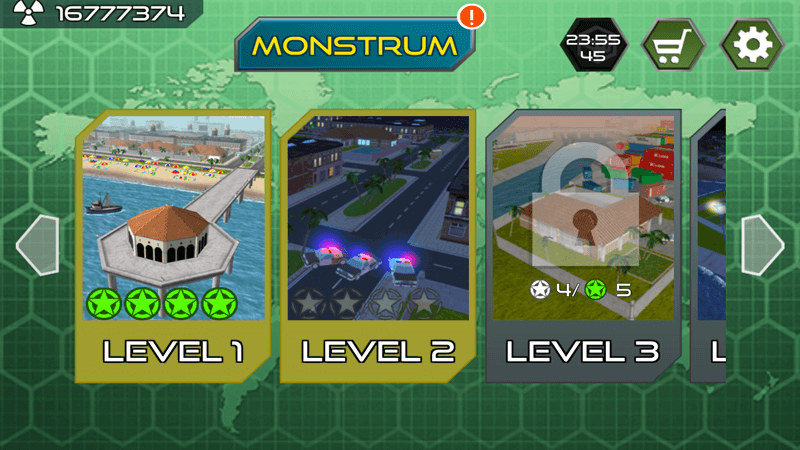 16777374
MONSTRUM
!
23:55
45
4/ 5
LEVEL 1
LEVEL 2
LEVEL 3
L